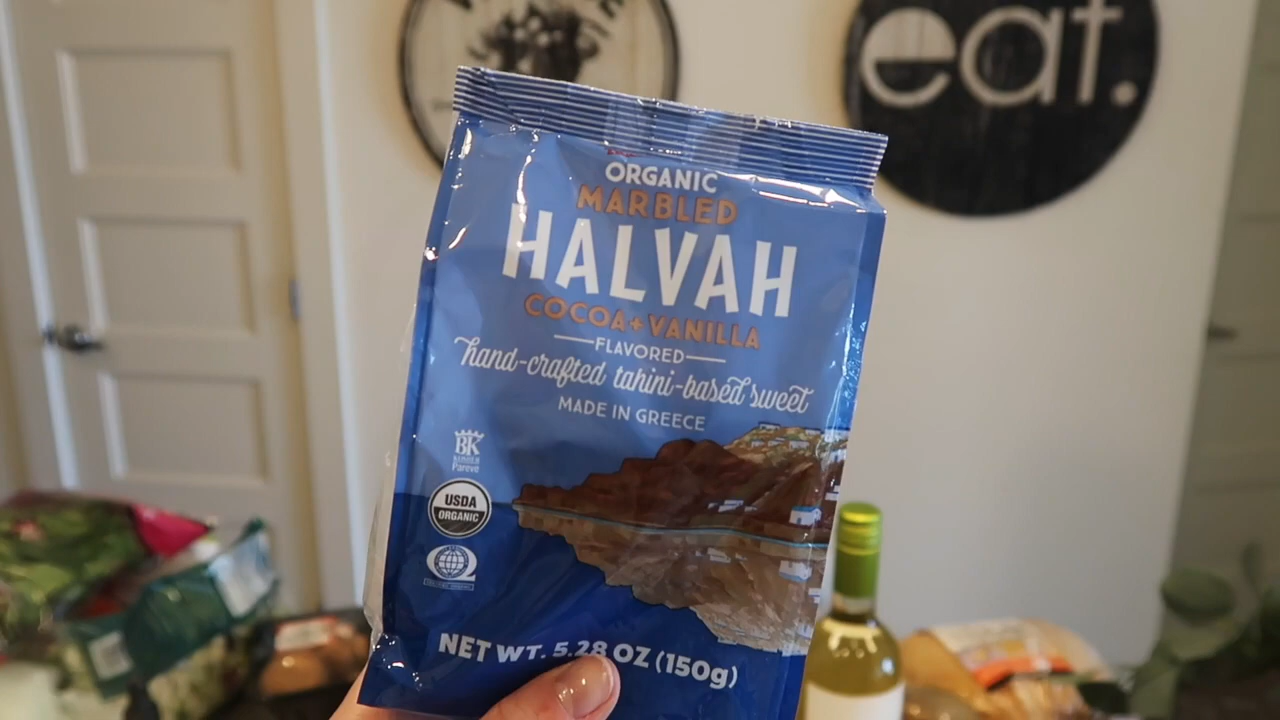 eat.
ORGANIC
MARBLED
HALVAH
COCOA+VANILLA
FLAVORED
hand-crafted tahini-based sweet
MADE IN GREECE
BK
Pareve
USDA
ORGANIC
NET WT. 5.28 OZ (150g)